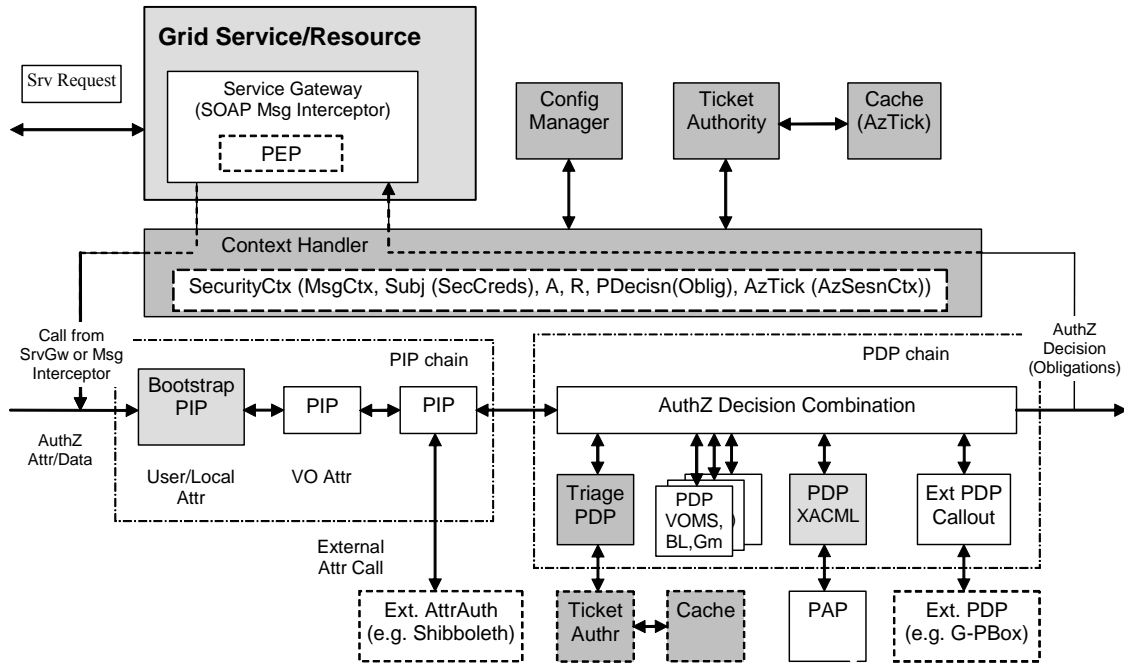 Grid Service/Resource
Srv Request
Service Gateway
(SOAP Msg Interceptor)
PEP
Config
Manager
Ticket
Authority
Cache
(AzTick)
Context Handler
SecurityCtx (MsgCtx, Subj (SecCreds), A, R, PDecisn(Oblig), AzTick (AzSesnCtx))
Call from
SrvGw or Msg
Interceptor
PIP chain
PDP chain
AuthZ
Decision
(Obligations)
Bootstrap
PIP
PIP
PIP
AuthZ Decision Combination
AuthZ
Attr/Data
User/Local
Attr
VO Attr
Triage
PDP
PDP
VOMS,
BL,Gm
)
PDP
XACML
Ext PDP
Callout
External
Attr Call
Ext. AttrAuth
(e.g. Shibboleth)
Ticket
Authr
Cache
PAP
Ext. PDP
(e.g. G-PBox)